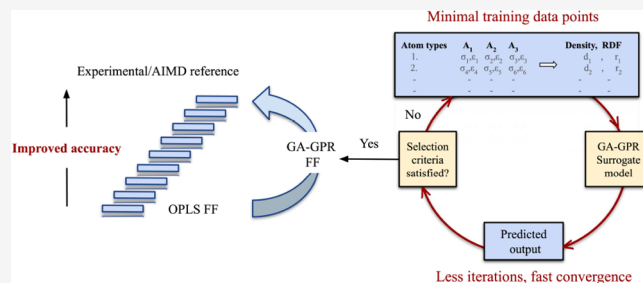 Minimal training data points
Atom types A₁ A₂ A₃ Density, RDF
1. σ₁,ε₁ σ₂,ε₂ σ₃,ε₃ d₁ , r₁
2. σ₄,ε₄ σ₅,ε₅ σ₆,ε₆ d₂ , r₂
- - - - -
- - - - -
Experimental/AIMD reference
Improved accuracy
OPLS FF
GA-GPR
FF
Yes
No
Selection
criteria
satisfied?
GA-GPR
Surrogate
model
Predicted
output
Less iterations, fast convergence